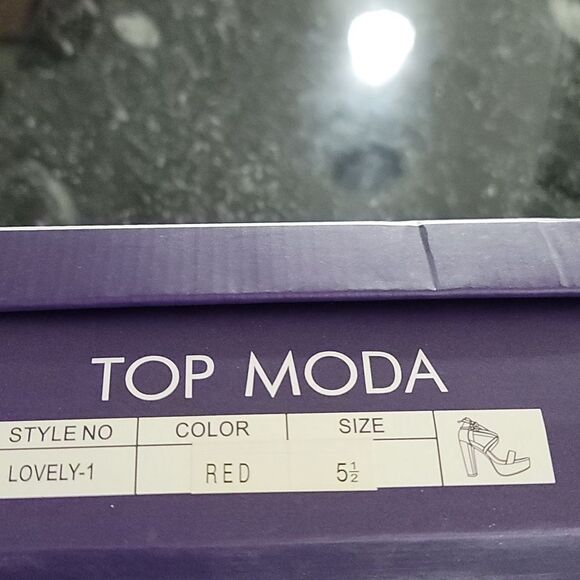 TOP MODA
STYLE NO COLOR SIZE
LOVELY-1 RED 5½